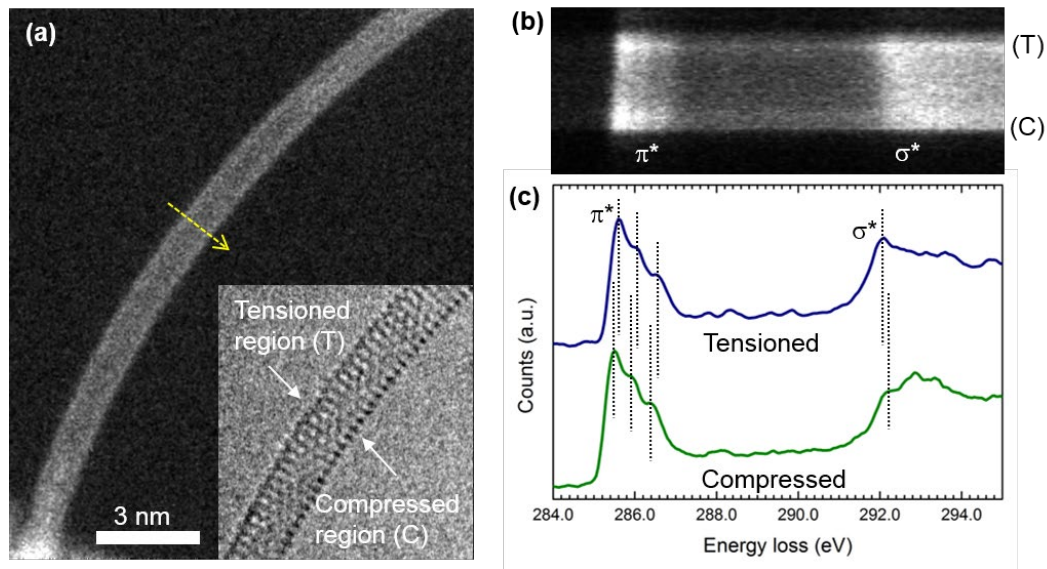 (a)
3 nm
Tensioned
region (T)
Compressed
region (C)
(b)
(T)
(C)
π*
σ*
(c)
π*
σ*
Tensioned
Compressed
Counts (a.u.)
284.0 286.0 288.0 290.0 292.0 294.0
Energy loss (eV)